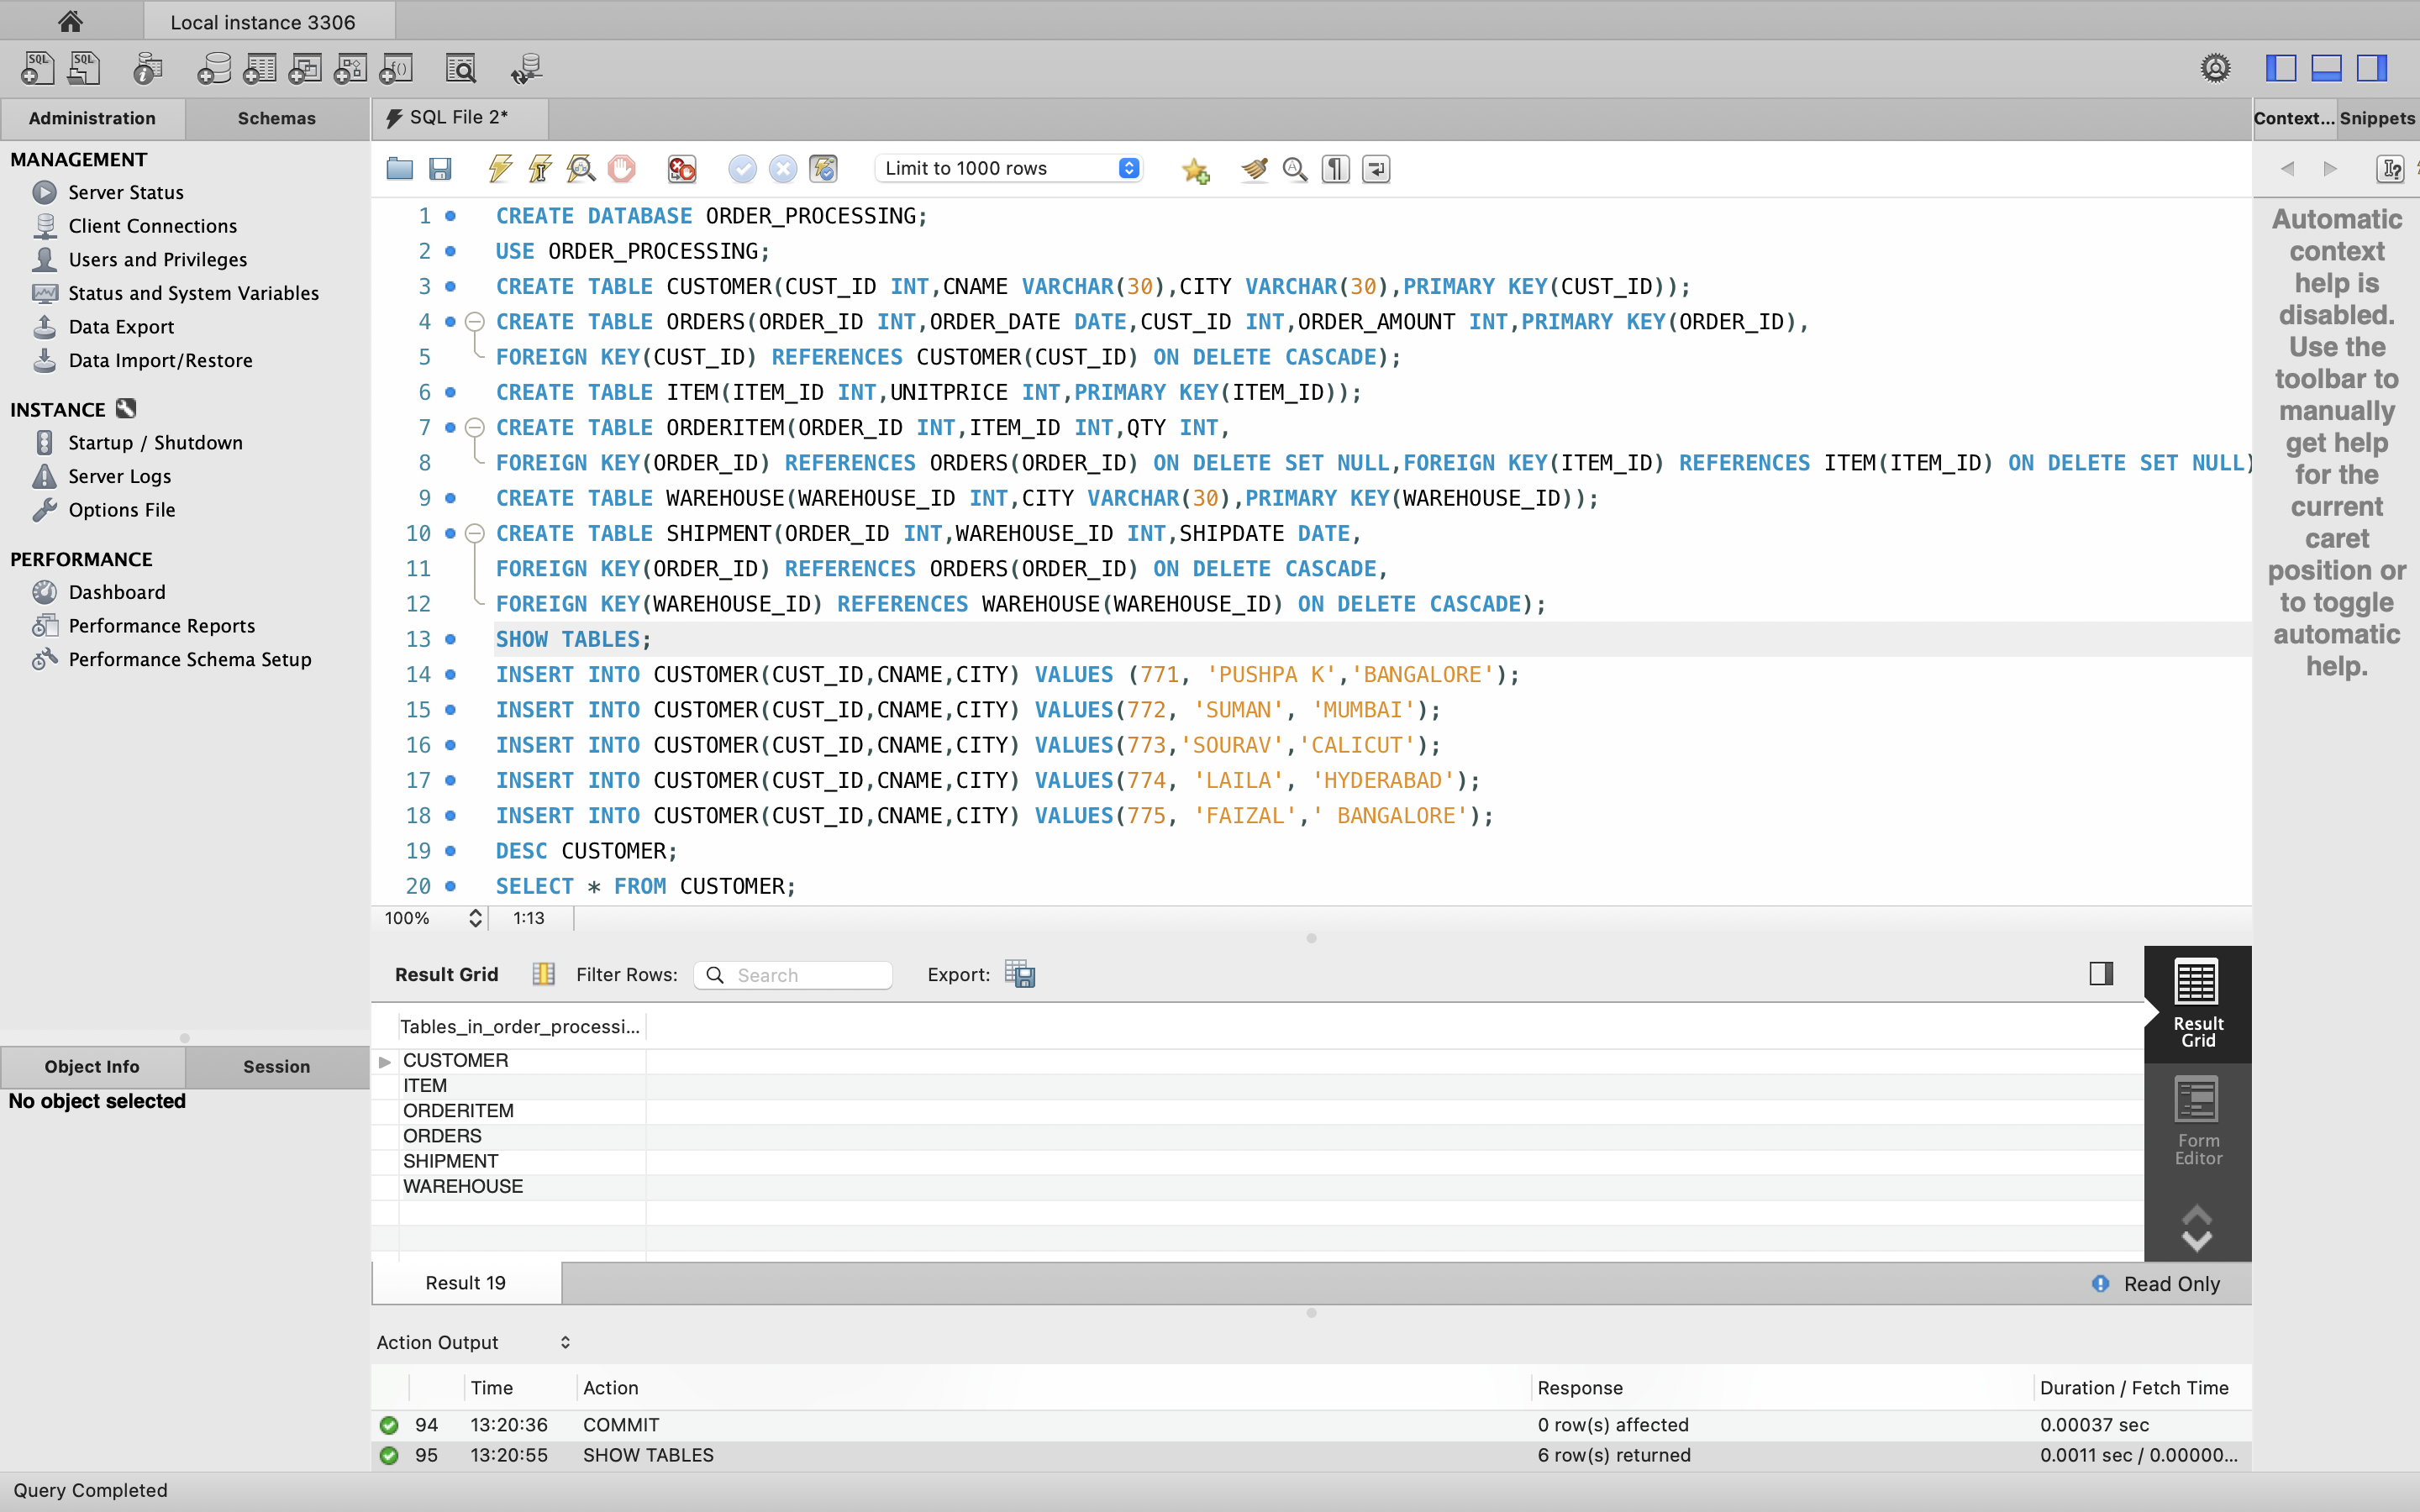 Local instance 3306
Administration
Schemas
SQL File 2*
Context...
Snippets
MANAGEMENT
Server Status
Client Connections
Users and Privileges
Status and System Variables
Data Export
Data Import/Restore
INSTANCE
Startup / Shutdown
Server Logs
Options File
PERFORMANCE
Dashboard
Performance Reports
Performance Schema Setup
Object Info
Session
No object selected
Limit to 1000 rows
1 CREATE DATABASE ORDER_PROCESSING;
2 USE ORDER_PROCESSING;
3 CREATE TABLE CUSTOMER(CUST_ID INT,CNAME VARCHAR(30),CITY VARCHAR(30),PRIMARY KEY(CUST_ID));
4 CREATE TABLE ORDERS(ORDER_ID INT,ORDER_DATE DATE,CUST_ID INT,ORDER_AMOUNT INT,PRIMARY KEY(ORDER_ID),
5 FOREIGN KEY(CUST_ID) REFERENCES CUSTOMER(CUST_ID) ON DELETE CASCADE);
6 CREATE TABLE ITEM(ITEM_ID INT,UNITPRICE INT,PRIMARY KEY(ITEM_ID));
7 CREATE TABLE ORDERITEM(ORDER_ID INT,ITEM_ID INT,QTY INT,
8 FOREIGN KEY(ORDER_ID) REFERENCES ORDERS(ORDER_ID) ON DELETE SET NULL,FOREIGN KEY(ITEM_ID) REFERENCES ITEM(ITEM_ID) ON DELETE SET NULL)
9 CREATE TABLE WAREHOUSE(WAREHOUSE_ID INT,CITY VARCHAR(30),PRIMARY KEY(WAREHOUSE_ID));
10 CREATE TABLE SHIPMENT(ORDER_ID INT,WAREHOUSE_ID INT,SHIPDATE DATE,
11 FOREIGN KEY(ORDER_ID) REFERENCES ORDERS(ORDER_ID) ON DELETE CASCADE,
12 FOREIGN KEY(WAREHOUSE_ID) REFERENCES WAREHOUSE(WAREHOUSE_ID) ON DELETE CASCADE);
13 SHOW TABLES;
14 INSERT INTO CUSTOMER(CUST_ID,CNAME,CITY) VALUES (771, 'PUSHPA K','BANGALORE');
15 INSERT INTO CUSTOMER(CUST_ID,CNAME,CITY) VALUES(772, 'SUMAN', 'MUMBAI');
16 INSERT INTO CUSTOMER(CUST_ID,CNAME,CITY) VALUES(773,'SOURAV','CALICUT');
17 INSERT INTO CUSTOMER(CUST_ID,CNAME,CITY) VALUES(774, 'LAILA', 'HYDERABAD');
18 INSERT INTO CUSTOMER(CUST_ID,CNAME,CITY) VALUES(775, 'FAIZAL',' BANGALORE');
19 DESC CUSTOMER;
20 SELECT * FROM CUSTOMER;
100% 1:13
Automatic
context
help is
disabled.
Use the
toolbar to
manually
get help
for the
current
caret
position or
to toggle
automatic
help.
Result Grid Filter Rows: Search Export:
Tables_in_order_processi...
CUSTOMER
ITEM
ORDERITEM
ORDERS
SHIPMENT
WAREHOUSE
Result
Grid
Form
Editor
Result 19
Read Only
Action Output
Time Action Response Duration / Fetch Time
94 13:20:36 COMMIT 0 row(s) affected 0.00037 sec
95 13:20:55 SHOW TABLES 6 row(s) returned 0.0011 sec / 0.00000...
Query Completed